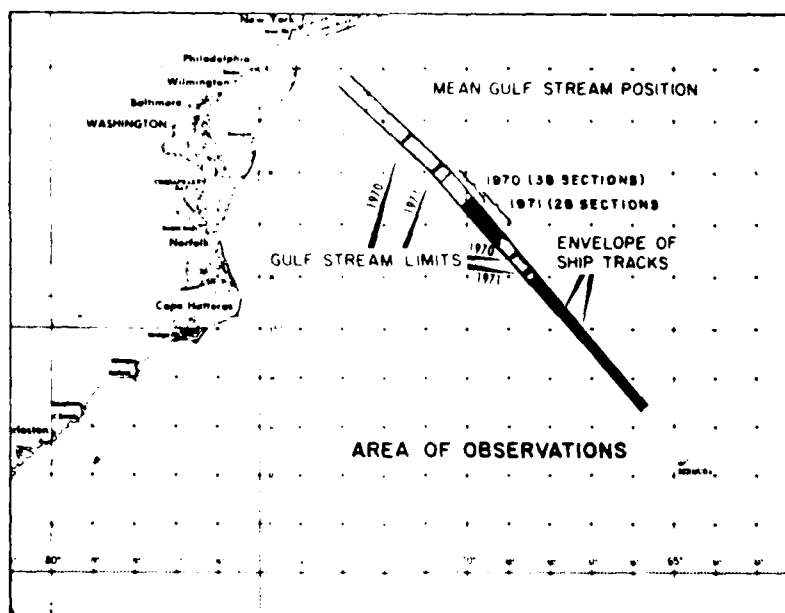 New York
Philadelphia
Wilmington
Baltimore
WASHINGTON
MEAN GULF STREAM POSITION
1970 (38 SECTIONS)
1971 (28 SECTIONS
1970
1971
Norfolk
GULF STREAM LIMITS
1970
1971
ENVELOPE OF
SHIP TRACKS
Cape Hatteras
AREA OF OBSERVATIONS
80°
65°